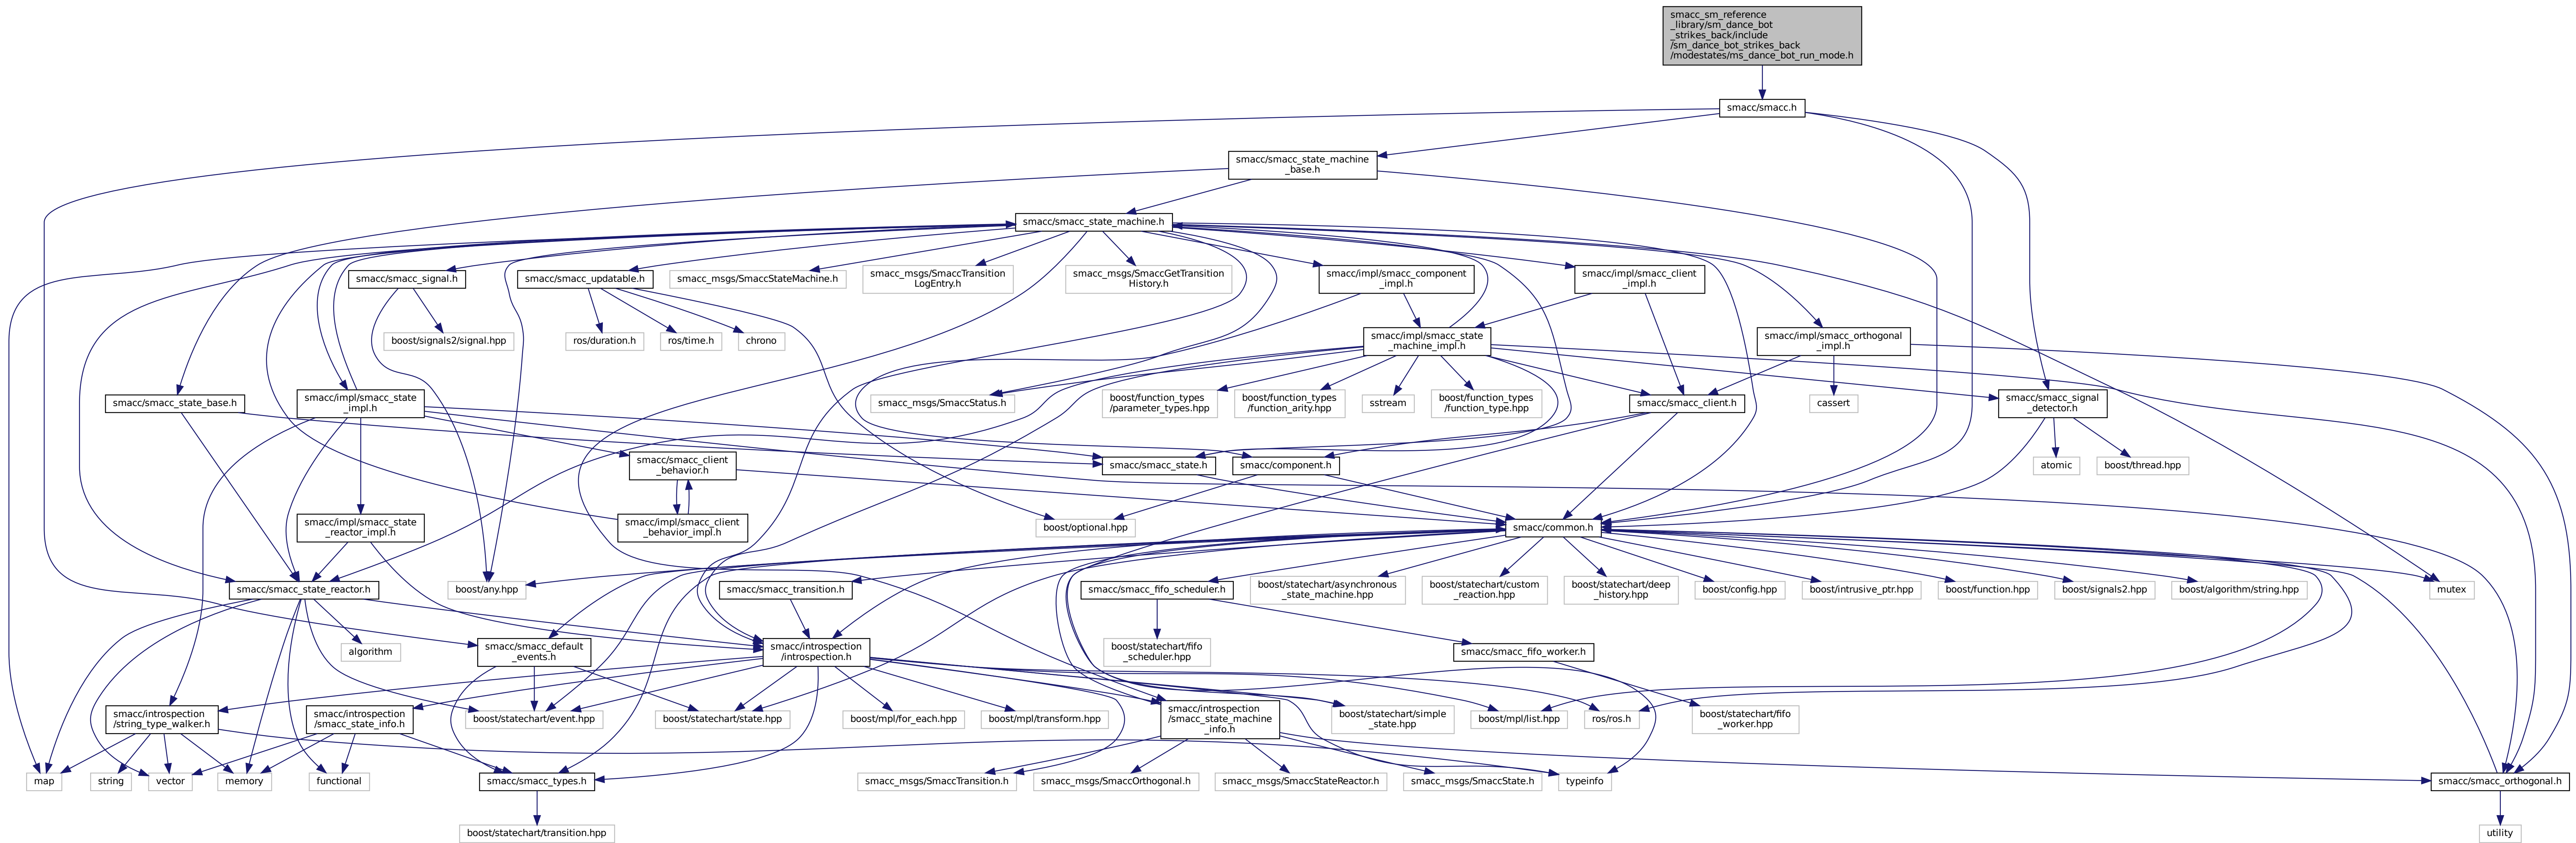 smacc_sm_reference
_library/sm_dance_bot
_strikes_back/include
/sm_dance_bot_strikes_back
/modestates/ms_dance_bot_run_mode.h
smacc/smacc.h
smacc/smacc_state_machine
_base.h
smacc/smacc_state_machine.h
smacc/smacc_signal.h
smacc/smacc_updatable.h
smacc_msgs/SmaccStateMachine.h
smacc_msgs/SmaccTransition
LogEntry.h
smacc_msgs/SmaccGetTransition
History.h
smacc/impl/smacc_component
_impl.h
smacc/impl/smacc_client
_impl.h
boost/signals2/signal.hpp
ros/duration.h
ros/time.h
chrono
smacc/impl/smacc_state
_machine_impl.h
smacc/impl/smacc_orthogonal
_impl.h
smacc/smacc_state_base.h
smacc/impl/smacc_state
_impl.h
smacc_msgs/SmaccStatus.h
boost/function_types
/parameter_types.hpp
boost/function_types
/function_arity.hpp
sstream
boost/function_types
/function_type.hpp
smacc/smacc_client.h
cassert
smacc/smacc_signal
_detector.h
smacc/smacc_client
_behavior.h
smacc/smacc_state.h
smacc/component.h
atomic
boost/thread.hpp
smacc/impl/smacc_state
_reactor_impl.h
smacc/impl/smacc_client
_behavior_impl.h
boost/optional.hpp
smacc/common.h
smacc/smacc_state_reactor.h
boost/any.hpp
smacc/smacc_transition.h
smacc/smacc_fifo_scheduler.h
boost/statechart/asynchronous
_state_machine.hpp
boost/statechart/custom
_reaction.hpp
boost/statechart/deep
_history.hpp
boost/config.hpp
boost/intrusive_ptr.hpp
boost/function.hpp
boost/signals2.hpp
boost/algorithm/string.hpp
mutex
algorithm
smacc/smacc_default
_events.h
smacc/introspection
/introspection.h
boost/statechart/fifo
_scheduler.hpp
smacc/smacc_fifo_worker.h
smacc/introspection
/string_type_walker.h
smacc/introspection
/smacc_state_info.h
boost/statechart/event.hpp
boost/statechart/state.hpp
boost/mpl/for_each.hpp
boost/mpl/transform.hpp
smacc/introspection
/smacc_state_machine
_info.h
boost/statechart/simple
_state.hpp
boost/mpl/list.hpp
ros/ros.h
boost/statechart/fifo
_worker.hpp
map
string
vector
memory
functional
smacc/smacc_types.h
smacc_msgs/SmaccTransition.h
smacc_msgs/SmaccOrthogonal.h
smacc_msgs/SmaccStateReactor.h
smacc_msgs/SmaccState.h
typeinfo
smacc/smacc_orthogonal.h
boost/statechart/transition.hpp
utility